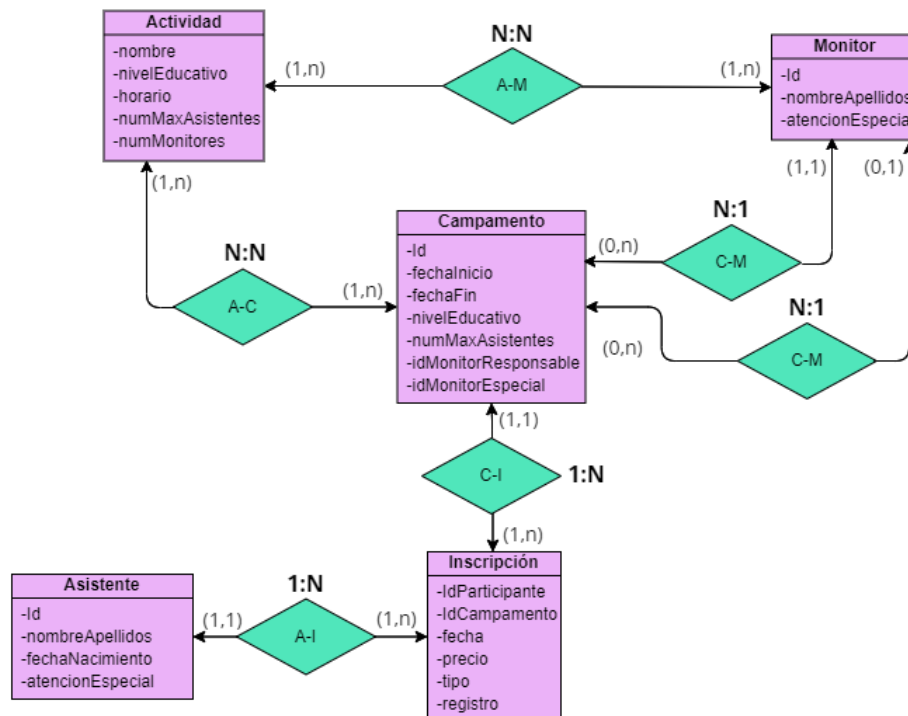 Actividad
-nombre
-nivelEducativo
-horario
-numMaxAsistentes
-numMonitores
(1,n)
N:N
A-M
(1,n)
Monitor
-Id
-nombreApellidos
-atencionEspecial
(1,n)
N:N
A-C
(1,n)
Campamento
-Id
-fechaInicio
-fechaFin
-nivelEducativo
-numMaxAsistentes
-idMonitorResponsable
-idMonitorEspecial
(1,1)
(0,1)
N:1
(0,n)
C-M
N:1
(0,n)
C-M
(1,1)
C-I
1:N
(1,n)
Asistente
-Id
-nombreApellidos
-fechaNacimiento
-atencionEspecial
1:N
(1,1)
A-I
(1,n)
Inscripción
-IdParticipante
-IdCampamento
-fecha
-precio
-tipo
-registro